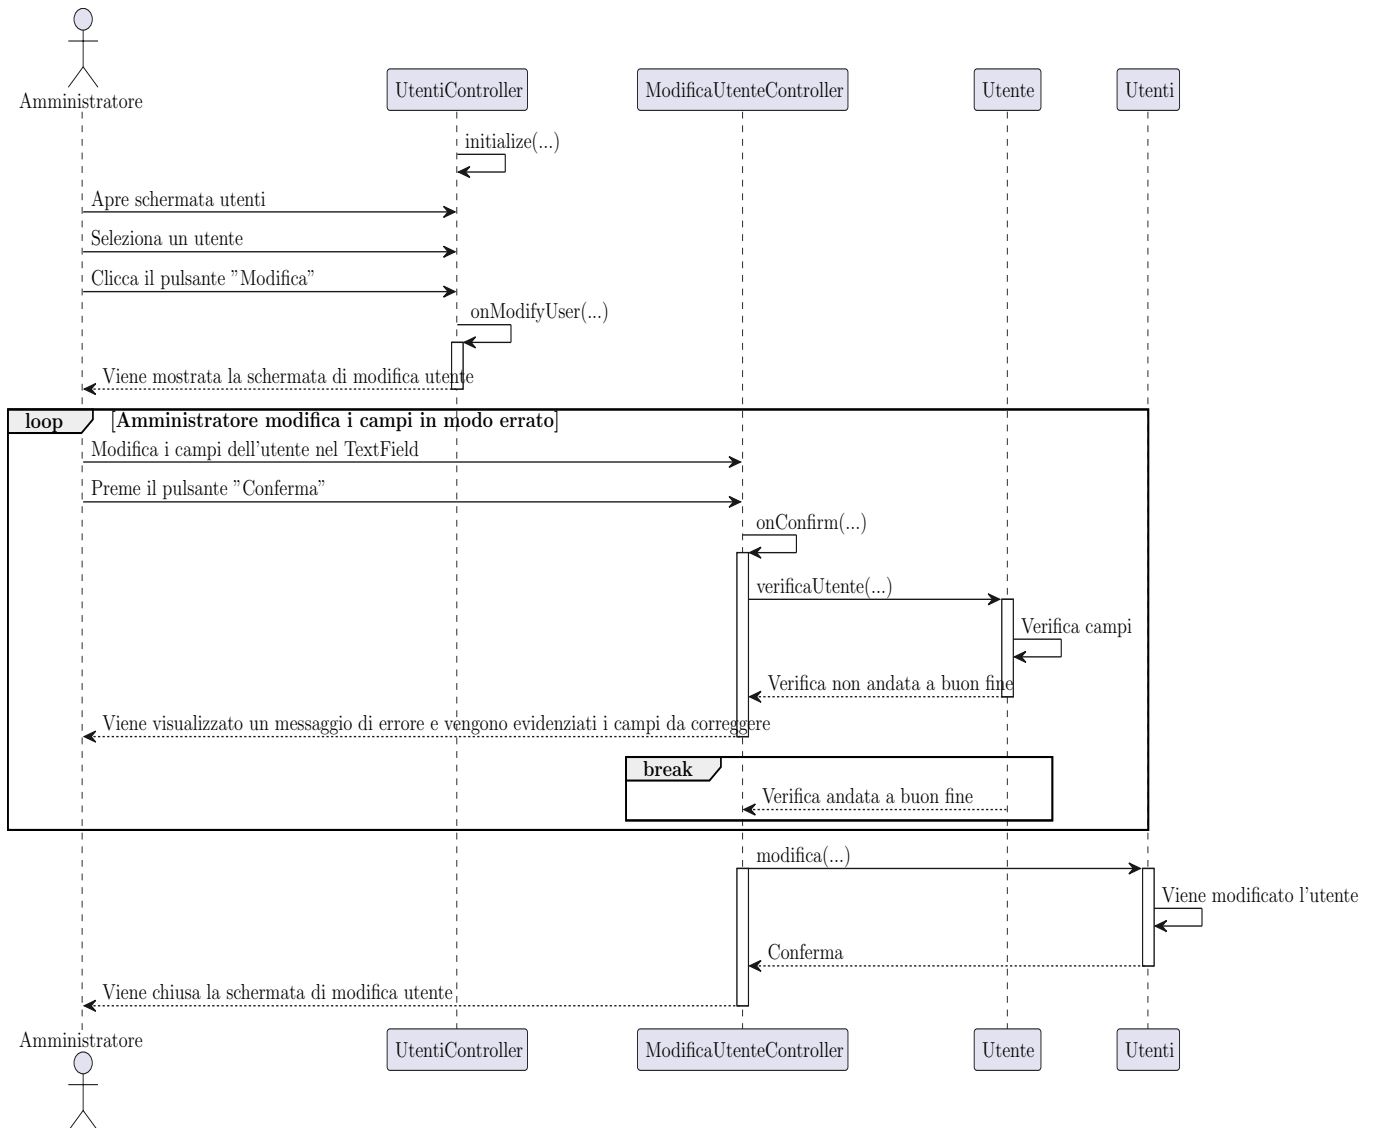 Amministratore
UtentiController
ModificaUtenteController
Utente
Utenti
initialize(...)
Apre schermata utenti
Seleziona un utente
Clicca il pulsante ”Modifica”
onModifyUser(...)
Viene mostrata la schermata di modifica utente
loop
[Amministratore modifica i campi in modo errato]
Modifica i campi dell’utente nel TextField
Preme il pulsante ”Conferma”
onConfirm(...)
verificaUtente(...)
Verifica campi
Verifica non andata a buon fine
Viene visualizzato un messaggio di errore e vengono evidenziati i campi da correggere
break
Verifica andata a buon fine
modifica(...)
Viene modificato l’utente
Conferma
Viene chiusa la schermata di modifica utente
Amministratore
UtentiController
ModificaUtenteController
Utente
Utenti